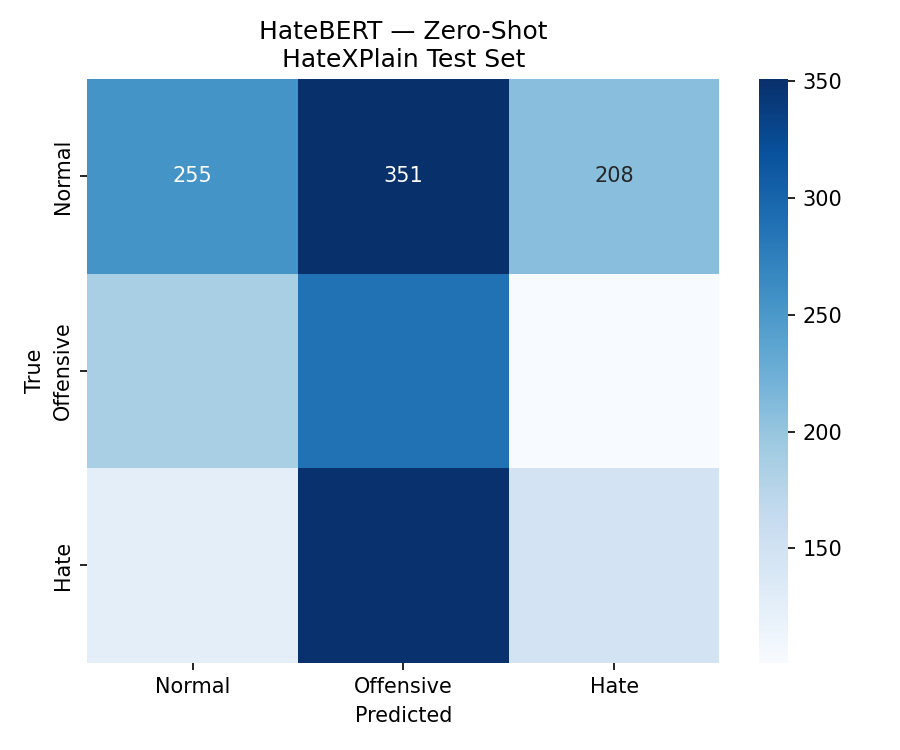 HateBERT — Zero-Shot
HateXPlain Test Set
350
Normal
255 351 208
300
250
True
Offensive
200
150
Hate
Normal Offensive Hate
Predicted